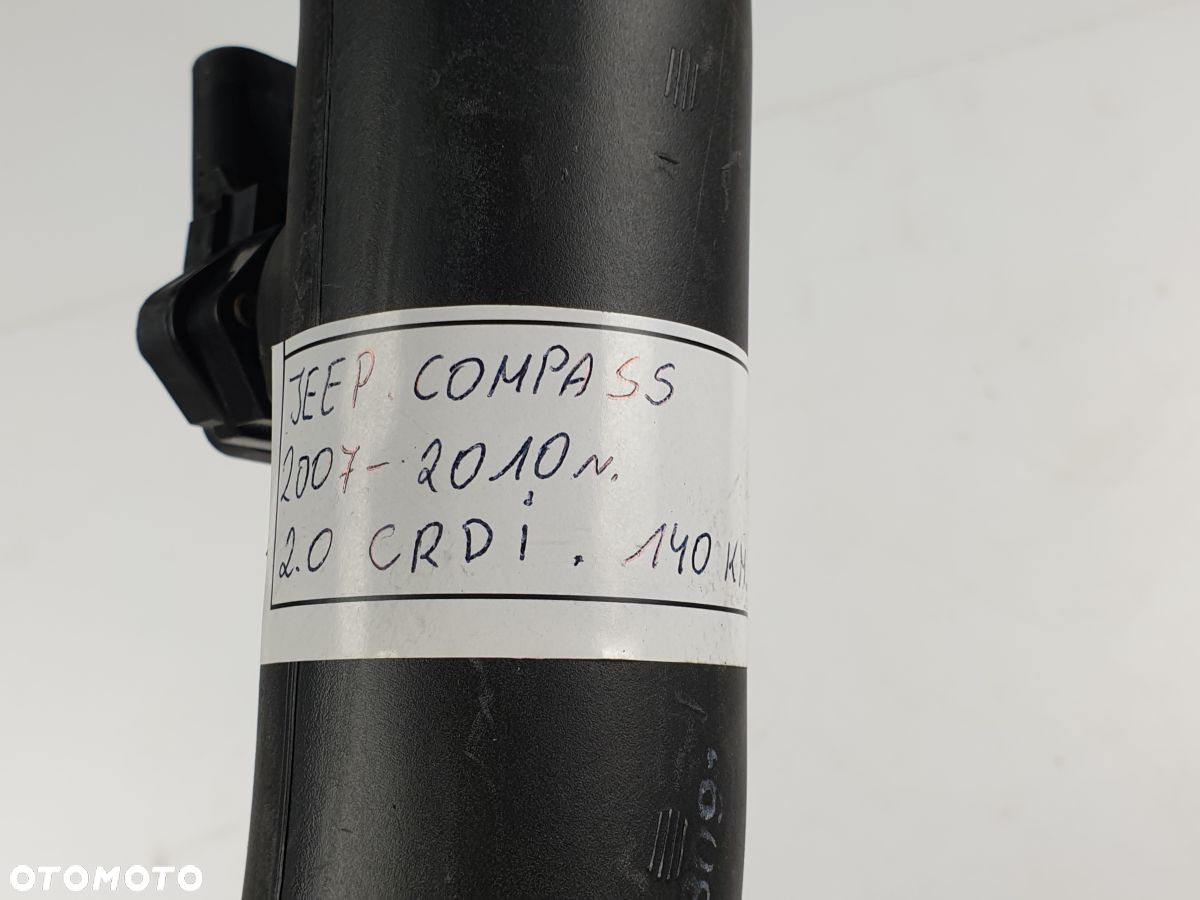 JEEP. COMPASS
2007-2010r.
2.0 CRDi. 140 KM
OTOMOTO